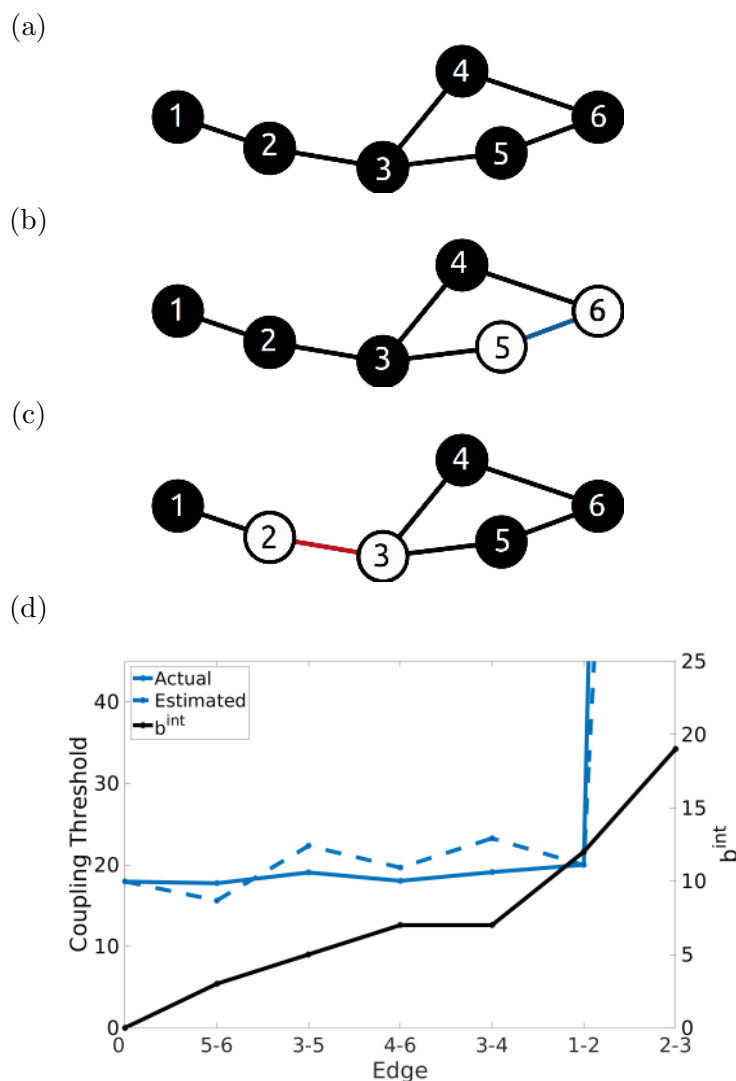 (a)
1 2 3 4 5 6
(b)
1 2 3 4 5 6
(c)
1 2 3 4 5 6
(d)
Actual
Estimated
b^int
Coupling Threshold
0 10 20 30 40
b^int
0 5 10 15 20 25
0 5-6 3-5 4-6 3-4 1-2 2-3
Edge